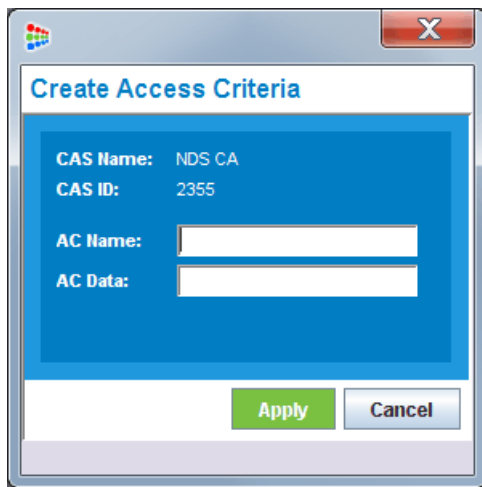 Create Access Criteria
CAS Name: NDS CA
CAS ID: 2355
AC Name:
AC Data:
Apply Cancel